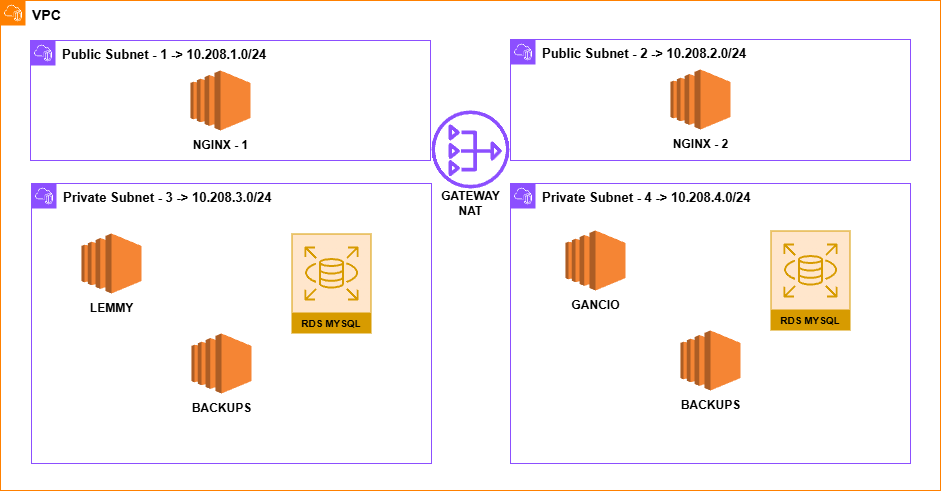 VPC
Public Subnet - 1 -> 10.208.1.0/24
NGINX - 1
Public Subnet - 2 -> 10.208.2.0/24
NGINX - 2
GATEWAY
NAT
Private Subnet - 3 -> 10.208.3.0/24
LEMMY
RDS MYSQL
BACKUPS
Private Subnet - 4 -> 10.208.4.0/24
GANCIO
RDS MYSQL
BACKUPS